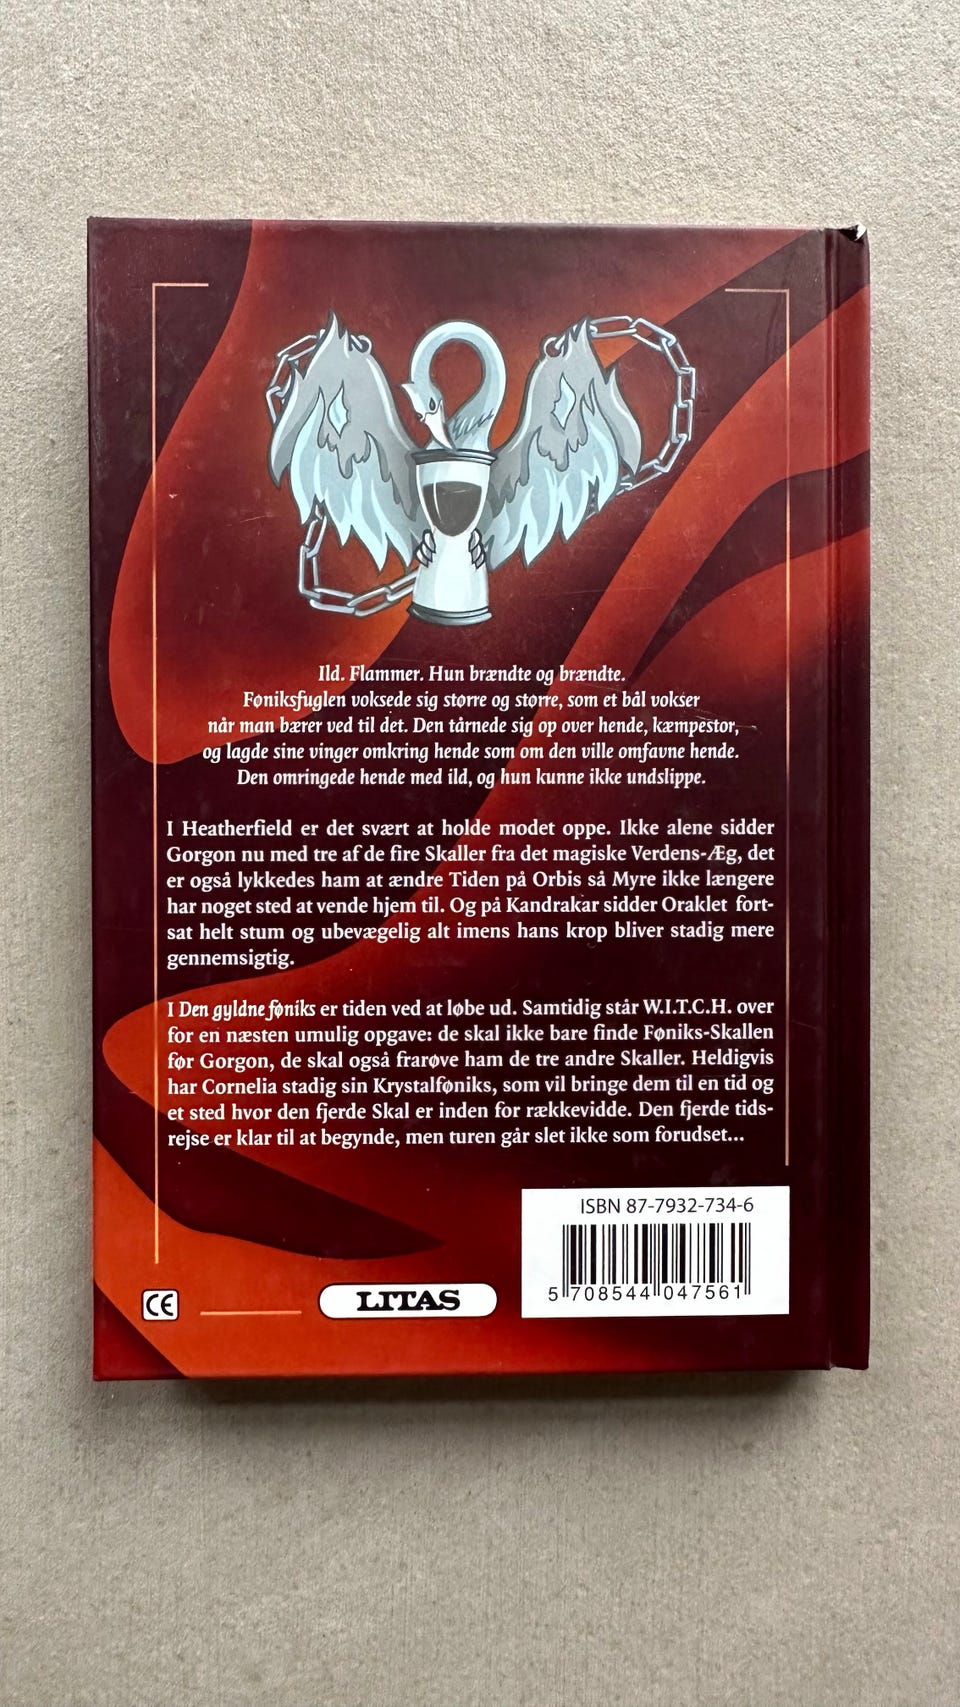 Ild. Flammer. Hun brændte og brændte.
Føniksfuglen voksede sig større og større, som et bål vokser
når man bærer ved til det. Den tårnede sig op over hende, kæmpestor,
og lagde sine vinger omkring hende som om den ville omfavne hende.
Den omringede hende med ild, og hun kunne ikke undslippe.
I Heatherfield er det svært at holde modet oppe. Ikke alene sidder
Gorgon nu med tre af de fire Skaller fra det magiske Verdens-Æg, det
er også lykkedes ham at ændre Tiden på Orbis så Myre ikke længere
har noget sted at vende hjem til. Og på Kandrakar sidder Oraklet fort-
sat helt stum og ubevægelig alt imens hans krop bliver stadig mere
gennemsigtig.
I Den gyldne føniks er tiden ved at løbe ud. Samtidig står W.I.T.C.H. over
for en næsten umulig opgave: de skal ikke bare finde Føniks-Skallen
før Gorgon, de skal også frarøve ham de tre andre Skaller. Heldigvis
har Cornelia stadig sin Krystalføniks, som vil bringe dem til en tid og
et sted hvor den fjerde Skal er inden for rækkevidde. Den fjerde tids-
rejse er klar til at begynde, men turen går slet ikke som forudset...
ISBN 87-7932-734-6
5 708544 047561
CE
LITAS